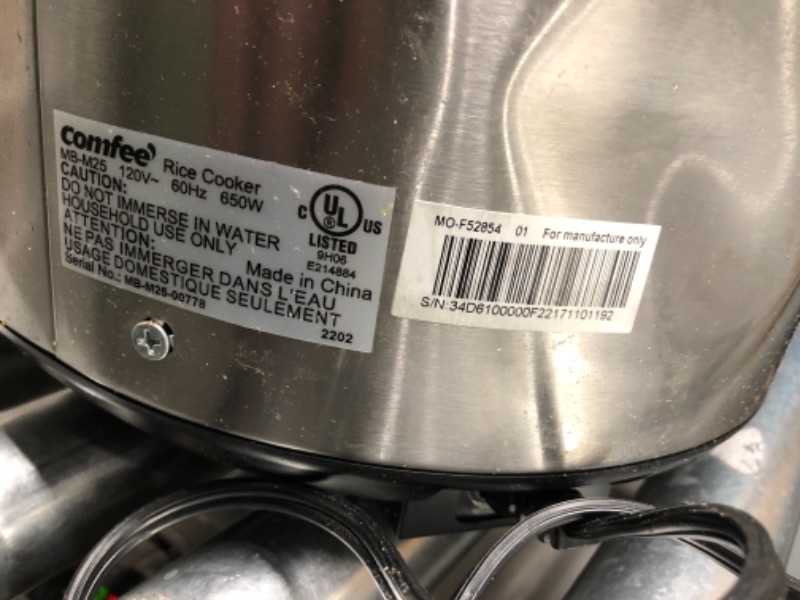 Comfee
Rice Cooker
MB-M25 120V~ 60Hz 650W
CAUTION:
DO NOT IMMERSE IN WATER
HOUSEHOLD USE ONLY
ATTENTION:
NE PAS IMMERGER DANS L'EAU
USAGE DOMESTIQUE SEULEMENT
Serial No.: MB-M25-00778
Made in China
2202
C UL US
®
LISTED
9H06
E214884
MO-F52854 01 For manufacture only
S/N:34D6100000F22171101192